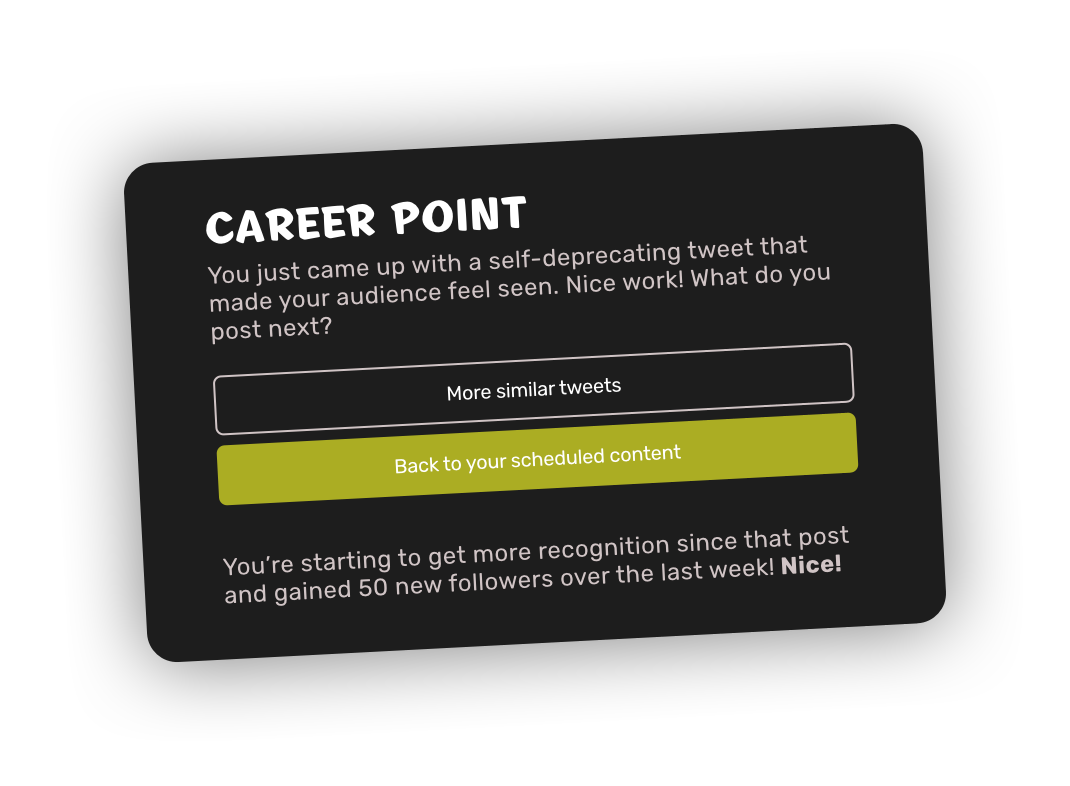 CAREER POINT
You just came up with a self-deprecating tweet that
made your audience feel seen. Nice work! What do you
post next?
More similar tweets
Back to your scheduled content
You’re starting to get more recognition since that post
and gained 50 new followers over the last week! Nice!